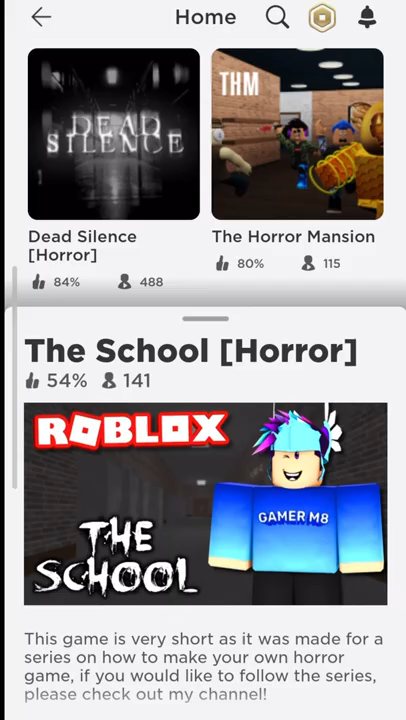 Home
DEAD
SILENCE
THM
Dead Silence
[Horror]
84% 488
The Horror Mansion
80% 115
The School [Horror]
54% 141
ROBLOX
GAMER M8
THE
SCHOOL
This game is very short as it was made for a
series on how to make your own horror
game, if you would like to follow the series,
please check out my channel!